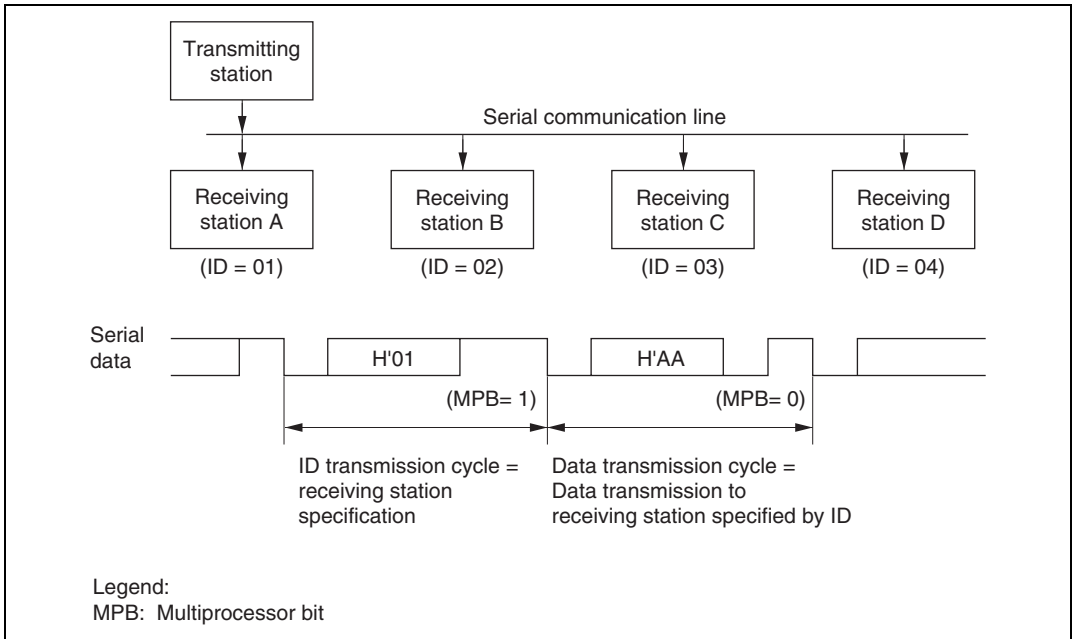 Transmitting
station
Serial communication line
Receiving
station A
Receiving
station B
Receiving
station C
Receiving
station D
(ID = 01)
(ID = 02)
(ID = 03)
(ID = 04)
Serial
data
H'01
H'AA
(MPB= 1)
(MPB= 0)
ID transmission cycle =
receiving station
specification
Data transmission cycle =
Data transmission to
receiving station specified by ID
Legend:
MPB: Multiprocessor bit